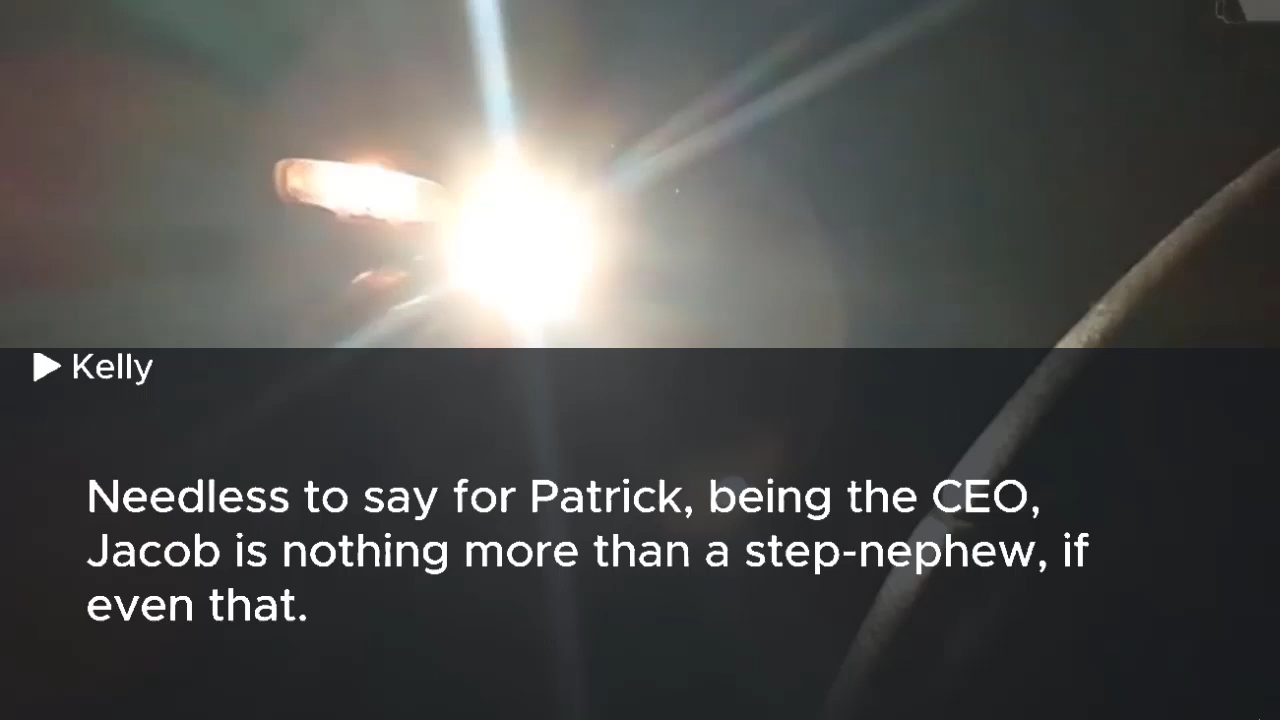 Kelly
Needless to say for Patrick, being the CEO,
Jacob is nothing more than a step-nephew, if
even that.